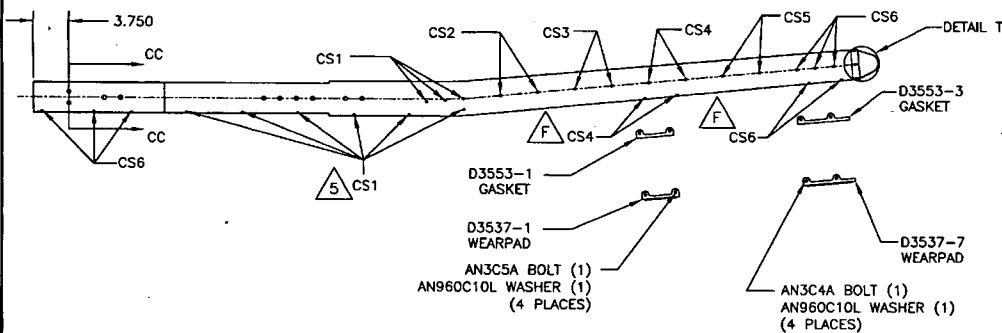 3.750
CC
CC
CS6
CS1
5
CS1
CS2
CS3
CS4
CS5
CS6
DETAIL T
F
CS4
F
CS6
D3553-3
GASKET
D3553-1
GASKET
D3537-1
WEARPAD
AN3C5A BOLT (1)
AN960C10L WASHER (1)
(4 PLACES)
D3537-7
WEARPAD
AN3C4A BOLT (1)
AN960C10L WASHER (1)
(4 PLACES)